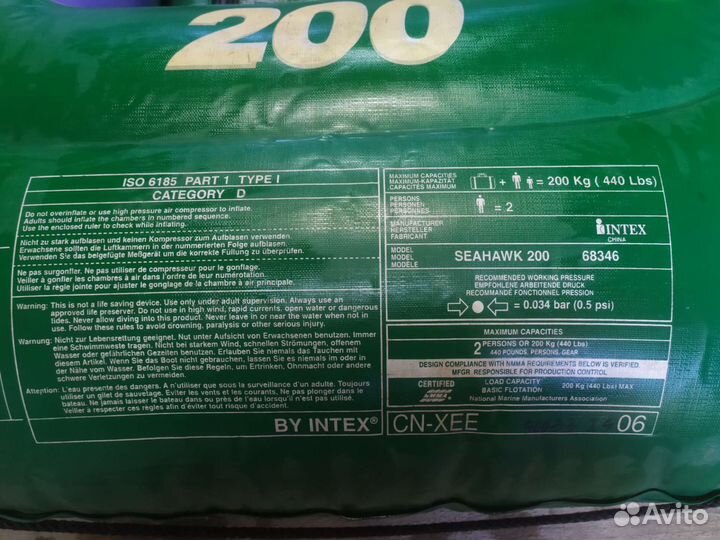 200
ISO 6185 PART 1 TYPE I
CATEGORY D
Do not overinflate or use high pressure air compressor to inflate.
Adults should inflate the chambers in numbered sequence.
Use the enclosed ruler to check while inflating.
Nicht zu stark aufblasen und keinen Kompressor zum Aufblasen verwenden.
Erwachsene sollten die Luftkammern in der nummerierten Folge aufblasen.
Verwenden Sie das beigefügte Meßgerät um die korrekte Füllung zu überprüfen.
Ne pas surgonfler. Ne pas utiliser de compresseur pour le gonflage.
Veiller à gonfler les chambres à air dans l'ordre de leur numérotation.
Utiliser la règle jointe pour ajuster le gonglage de la chambre à air principale.
Warning: This is not a life saving device. Use only under adult supervision. Always use an
approved life preserver. Do not use in high wind, rapid currents, open water or dangerous
tides. Never allow diving into this product. Never leave in or near the water when not in
use. Follow these rules to avoid drowning, paralysis or other serious injury.
Warnung: Nicht zur Lebensrettung geeignet. Nut unter Aufsicht von Erwachsenen benutzen. Immer
eine Schwimmweste tragen. Nicht bei starkem Wind, schnellen Strömungen, offenem
Wasser oder gefährlichen Gezeiten benutzen. Erlauben Sie niemals das Tauchen mit
diesem Artikel. Wenn Sie das Boot nicht gebrauchen, lassen Sie es niemals im oder in
der Nähe vom Wasser. Befolgen Sie diese Regeln, um Ertrinken, Ohnmacht oder andere
schwere Verletzungen zu vermeiden.
Attention: L'eau présente des dangers. A n'utiliser que sous la surveillance d'un adulte. Toujours
utiliser un gilet de sauvetage. Eviter les vents et les courants. Ne pas plonger du
bateau. Ne jamais laisser le bateau dans ou près de l'eau lorsqu'il n'est pas utilisé.
Veiller a respecter ces règles afin d'éviter tout risque d'accident.
BY INTEX®
MAXIMUM CAPACITIES
MAXIMUM-KAPAZITAT
CAPACITÉS MAXIMUM
+ = 200 Kg ( 440 Lbs)
PERSONS
PERSONEN
PERSONNES
= 2
MANUFACTURER
HERSTELLER
FABRICANT
INTEX
CHINA
MODEL
MODEL
MODELE
SEAHAWK 200 68346
RECOMMENDED WORKING PRESSURE
EMPFOHLENE ARBEITENDE DRUCK
RECOMMANDÉ FONCTIONNEL PRESSION
= 0.034 bar (0.5 psi)
MAXIMUM CAPACITIES
2 PERSONS OR 200 Kg (440 Lbs)
440 POUNDS, PERSONS, GEAR
DESIGN COMPLIANCE WITH NMMA REQUIREMENTS BELOW IS VERIFIED.
MFGR. RESPONSIBLE FOR PRODUCTION CONTROL
CERTIFIED
NMMA
LOAD CAPACITY 200 Kg (440 Lbs) MAX
BASIC FLOTATION
National Marine Manufacturers Association
CN-XEE 06
Avito